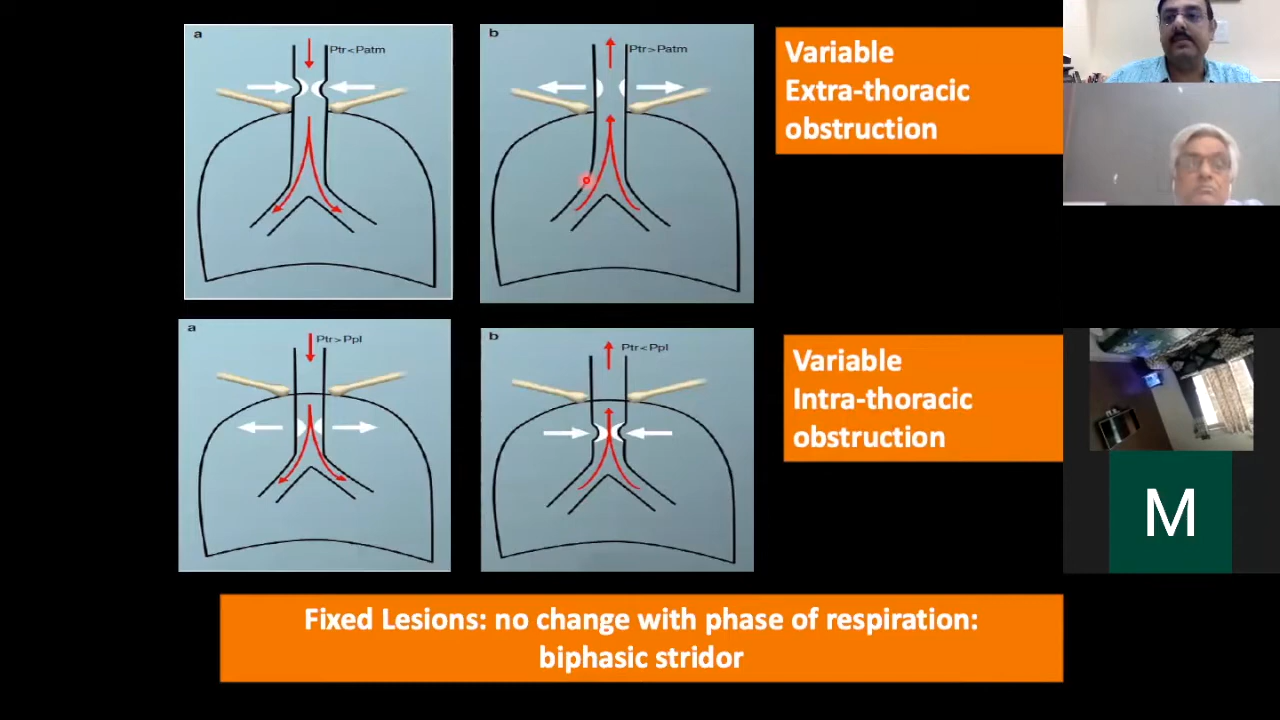 a
Ptr<Patm
b
Ptr>Patm
Variable
Extra-thoracic
obstruction
a
Ptr>Ppl
b
Ptr<Ppl
Variable
Intra-thoracic
obstruction
M
Fixed Lesions: no change with phase of respiration:
biphasic stridor